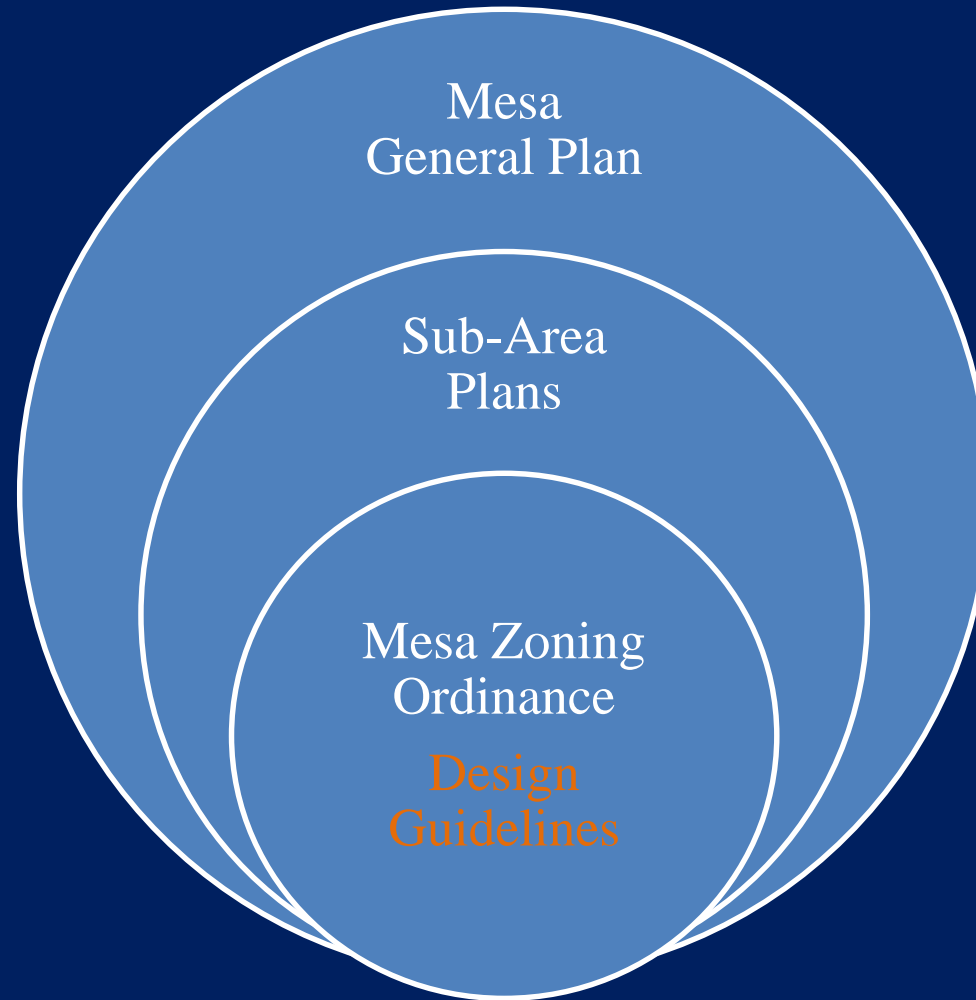 Mesa
General Plan
Sub-Area
Plans
Mesa Zoning
Ordinance
Design
Guidelines